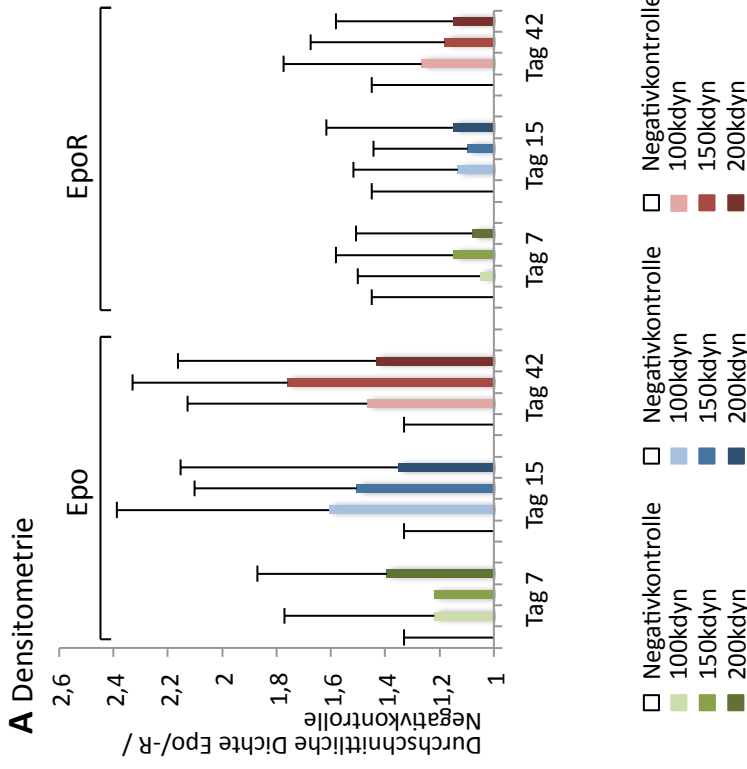 A Densitometrie
Epo
EpoR
Durchschnittliche Dichte Epo/-R /
Negativkontrolle
2,6
2,4
2,2
2
1,8
1,6
1,4
1,2
1
Tag 7
Tag 15
Tag 42
Tag 7
Tag 15
Tag 42
Negativkontrolle
100kdyn
150kdyn
200kdyn
Negativkontrolle
100kdyn
150kdyn
200kdyn
Negativkontrolle
100kdyn
150kdyn
200kdyn